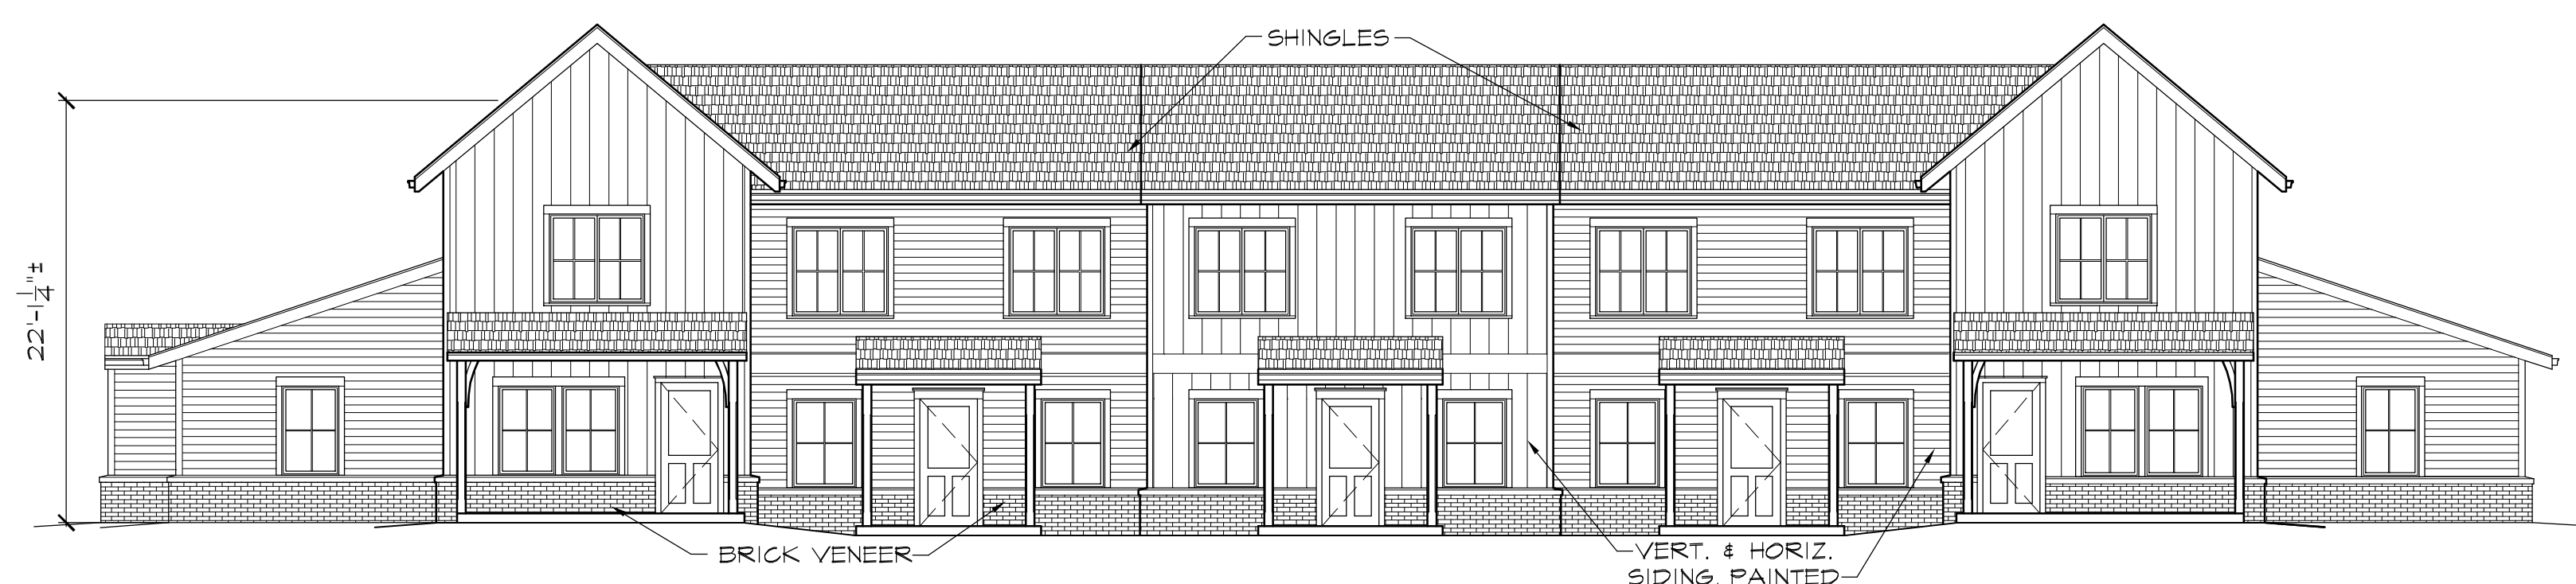 SHINGLES
22'-1 1/4"±
BRICK VENEER
VERT. & HORIZ.
SIDING, PAINTED